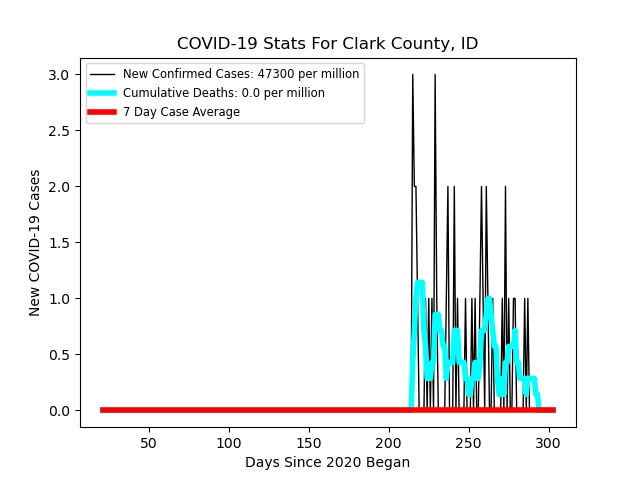 COVID-19 Stats For Clark County, ID
New Confirmed Cases: 47300 per million
Cumulative Deaths: 0.0 per million
7 Day Case Average
New COVID-19 Cases
3.0
2.5
2.0
1.5
1.0
0.5
0.0
50 100 150 200 250 300
Days Since 2020 Began